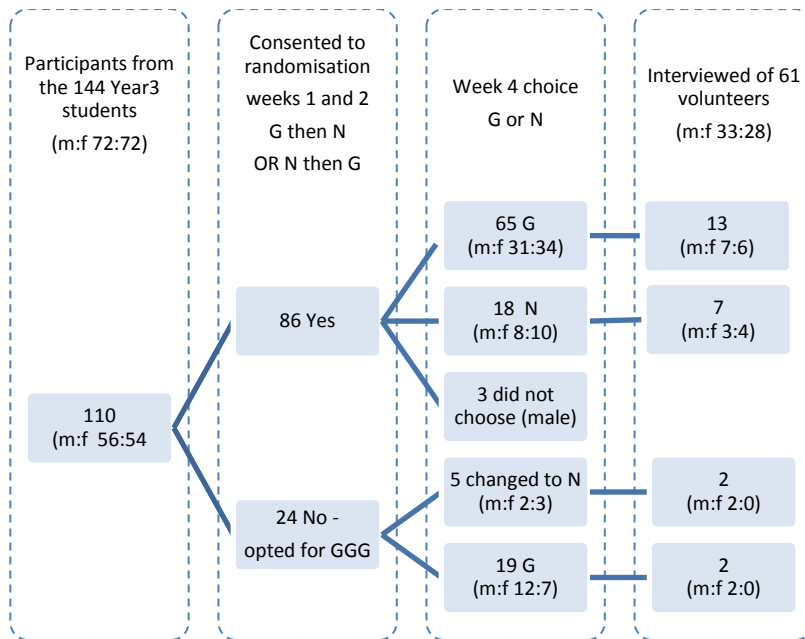 Participants from
the 144 Year3
students
(m:f 72:72)
110
(m:f  56:54
Consented to
randomisation
weeks 1 and 2
G then N
OR N then G
86 Yes
24 No -
opted for GGG
Week 4 choice
G or N
65 G
(m:f 31:34)
18  N
(m:f 8:10)
3 did not
choose (male)
5 changed to N
(m:f 2:3)
19 G
(m:f 12:7)
Interviewed of 61
volunteers
(m:f 33:28)
13
(m:f 7:6)
7
(m:f 3:4)
2
(m:f 2:0)
2
(m:f 2:0)